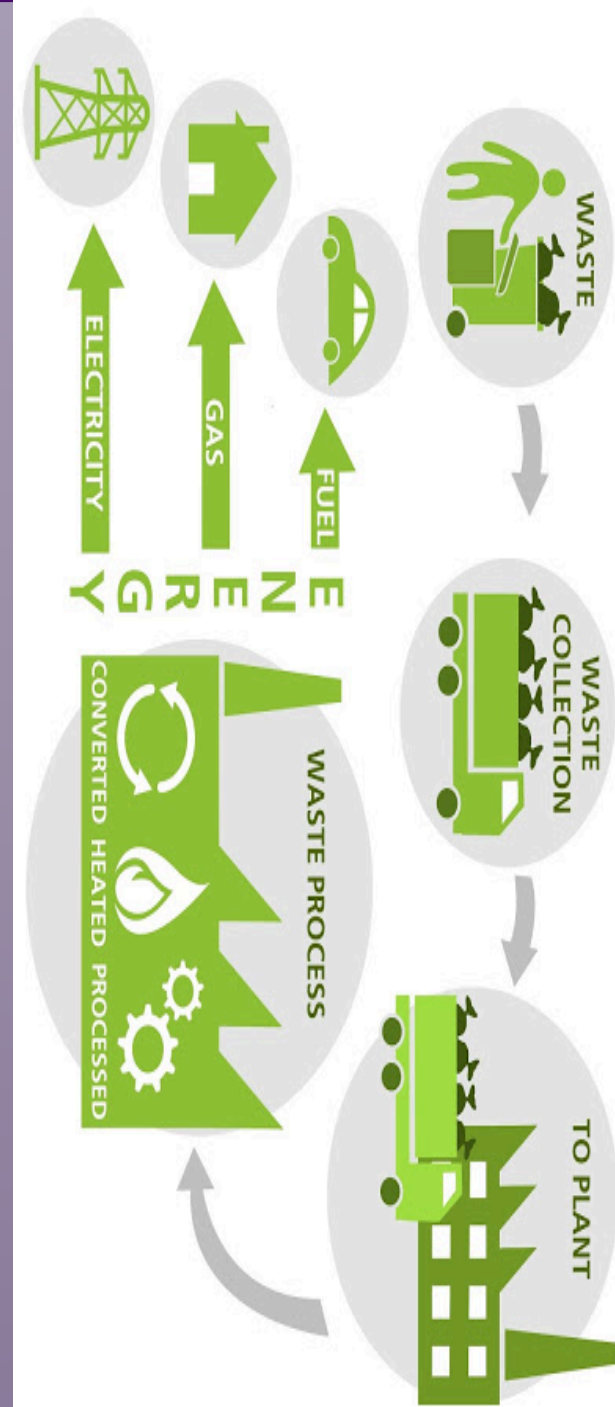 WASTE
WASTE
COLLECTION
TO PLANT
WASTE PROCESS
CONVERTED HEATED PROCESSED
ENERGY
FUEL
GAS
ELECTRICITY